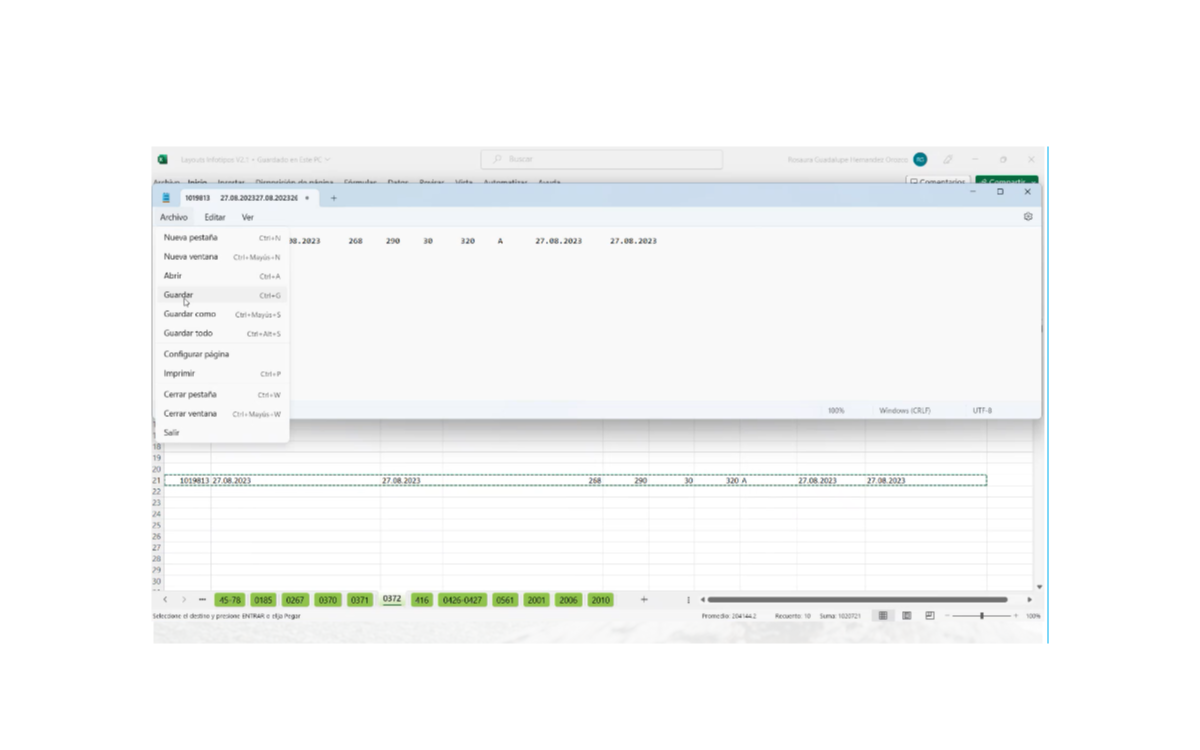 Layouts Infotipos V2.1 • Guardado en Este PC
Buscar
Rosaura Guadalupe Hernandez Orozco
RO
Archivo Inicio Insertar Disposición de página Fórmulas Datos Revisar Vista Automatizar Ayuda
Comentarios
Compartir
1019813 27.08.202327.08.202326
Archivo Editar Ver
08.2023 268 290 30 320 A 27.08.2023 27.08.2023
Nueva pestaña Ctrl+N
Nueva ventana Ctrl+Mayús+N
Abrir Ctrl+A
Guardar Ctrl+G
Guardar como Ctrl+Mayús+S
Guardar todo Ctrl+Alt+S
Configurar página
Imprimir Ctrl+P
Cerrar pestaña Ctrl+W
Cerrar ventana Ctrl+Mayús+W
Salir
100% Windows (CRLF) UTF-8
18
19
20
21 1019813 27.08.2023 27.08.2023 268 290 30 320 A 27.08.2023 27.08.2023
22
23
24
25
26
27
28
29
30
45-78 0185 0267 0370 0371 0372 416 0426-0427 0561 2001 2006 2010
Seleccione el destino y presione ENTRAR o elija Pegar
Promedio: 204144.2 Recuento: 10 Suma: 1020721 100%